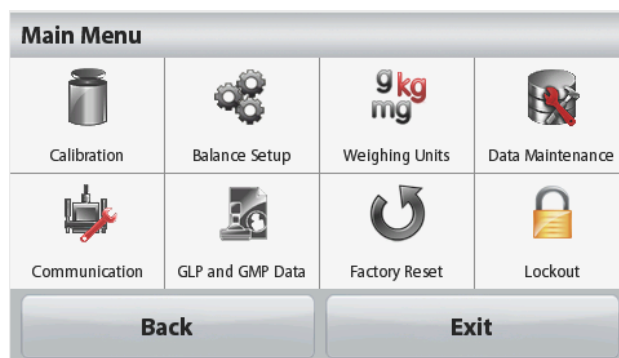 Main Menu
g kg
mg
Calibration Balance Setup Weighing Units Data Maintenance
Communication GLP and GMP Data Factory Reset Lockout
Back Exit